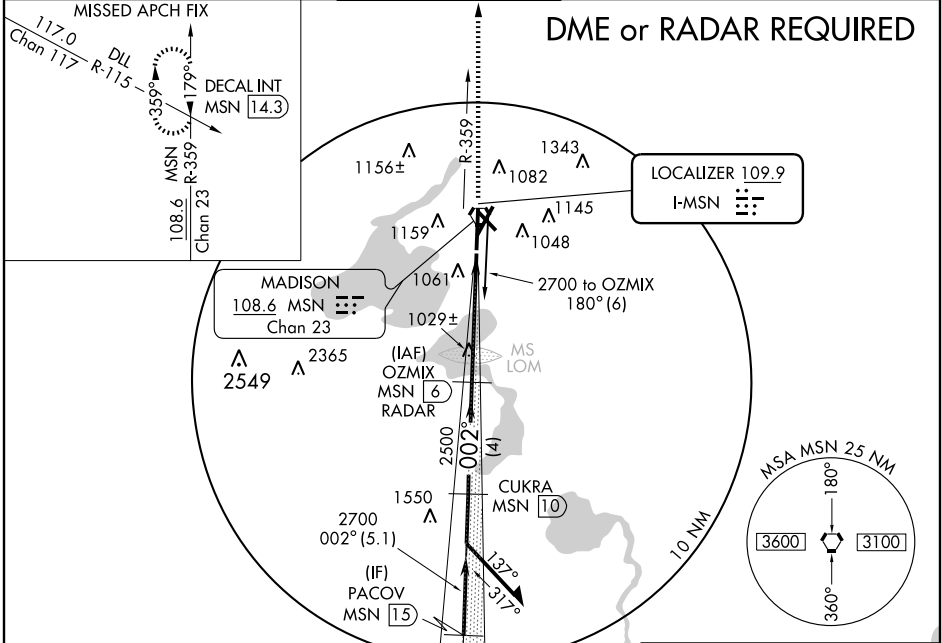 MISSED APCH FIX
117.0
Chan 117
DLL
R-115
359°
179°
DECAL INT
MSN 14.3
MSN
R-359
108.6
Chan 23
DME or RADAR REQUIRED
R-359
1156±
1343
1082
LOCALIZER 109.9
I-MSN
1159
1145
1048
MADISON
108.6 MSN
Chan 23
1061
2700 to OZMIX
180° (6)
1029±
2549
2365
(IAF)
OZMIX
MSN 6
RADAR
MS
LOM
2500
002°
(4)
1550
CUKRA
MSN 10
2700
002° (5.1)
137°
317°
(IF)
PACOV
MSN 15
10 NM
MSA MSN 25 NM
180°
3600
3100
360°